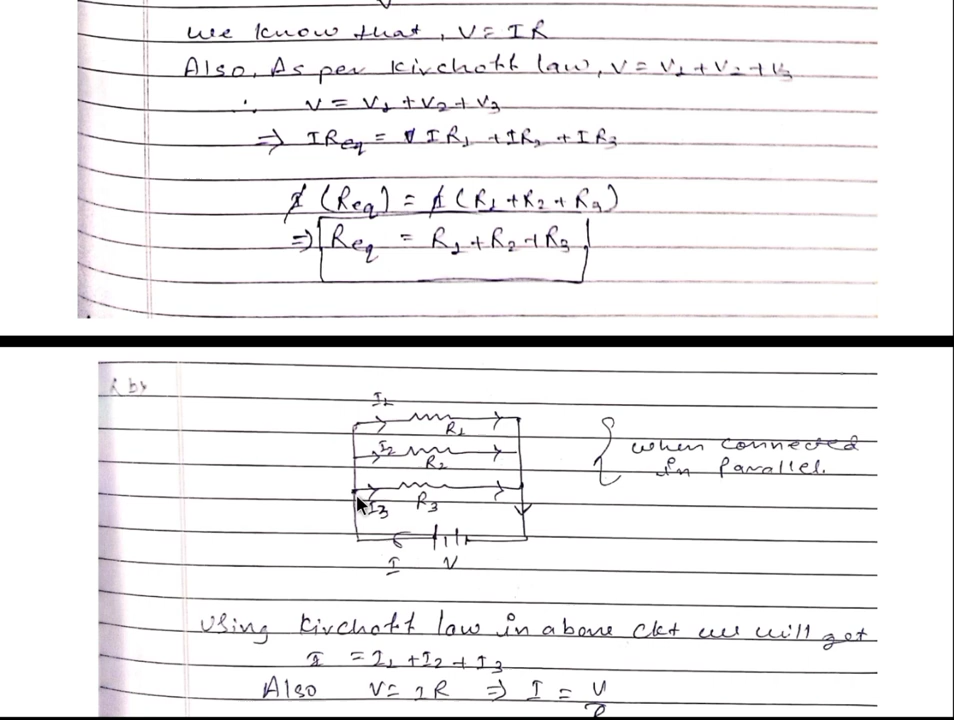 we know that, V = IR
Also, As per Kirchoff law, V = V1 + V2 + V3
∴ V = V1 + V2 + V3
⇒ IReq = IR1 + IR2 + IR3
I (Req) = I (R1 + R2 + R3)
⇒ Req = R1 + R2 + R3
I1
R1
I2
R2
when connected
in Parallel.
I3
R3
I V
Using Kirchoff law in above ckt we will get
I = I1 + I2 + I3
Also V = IR ⇒ I = V
R